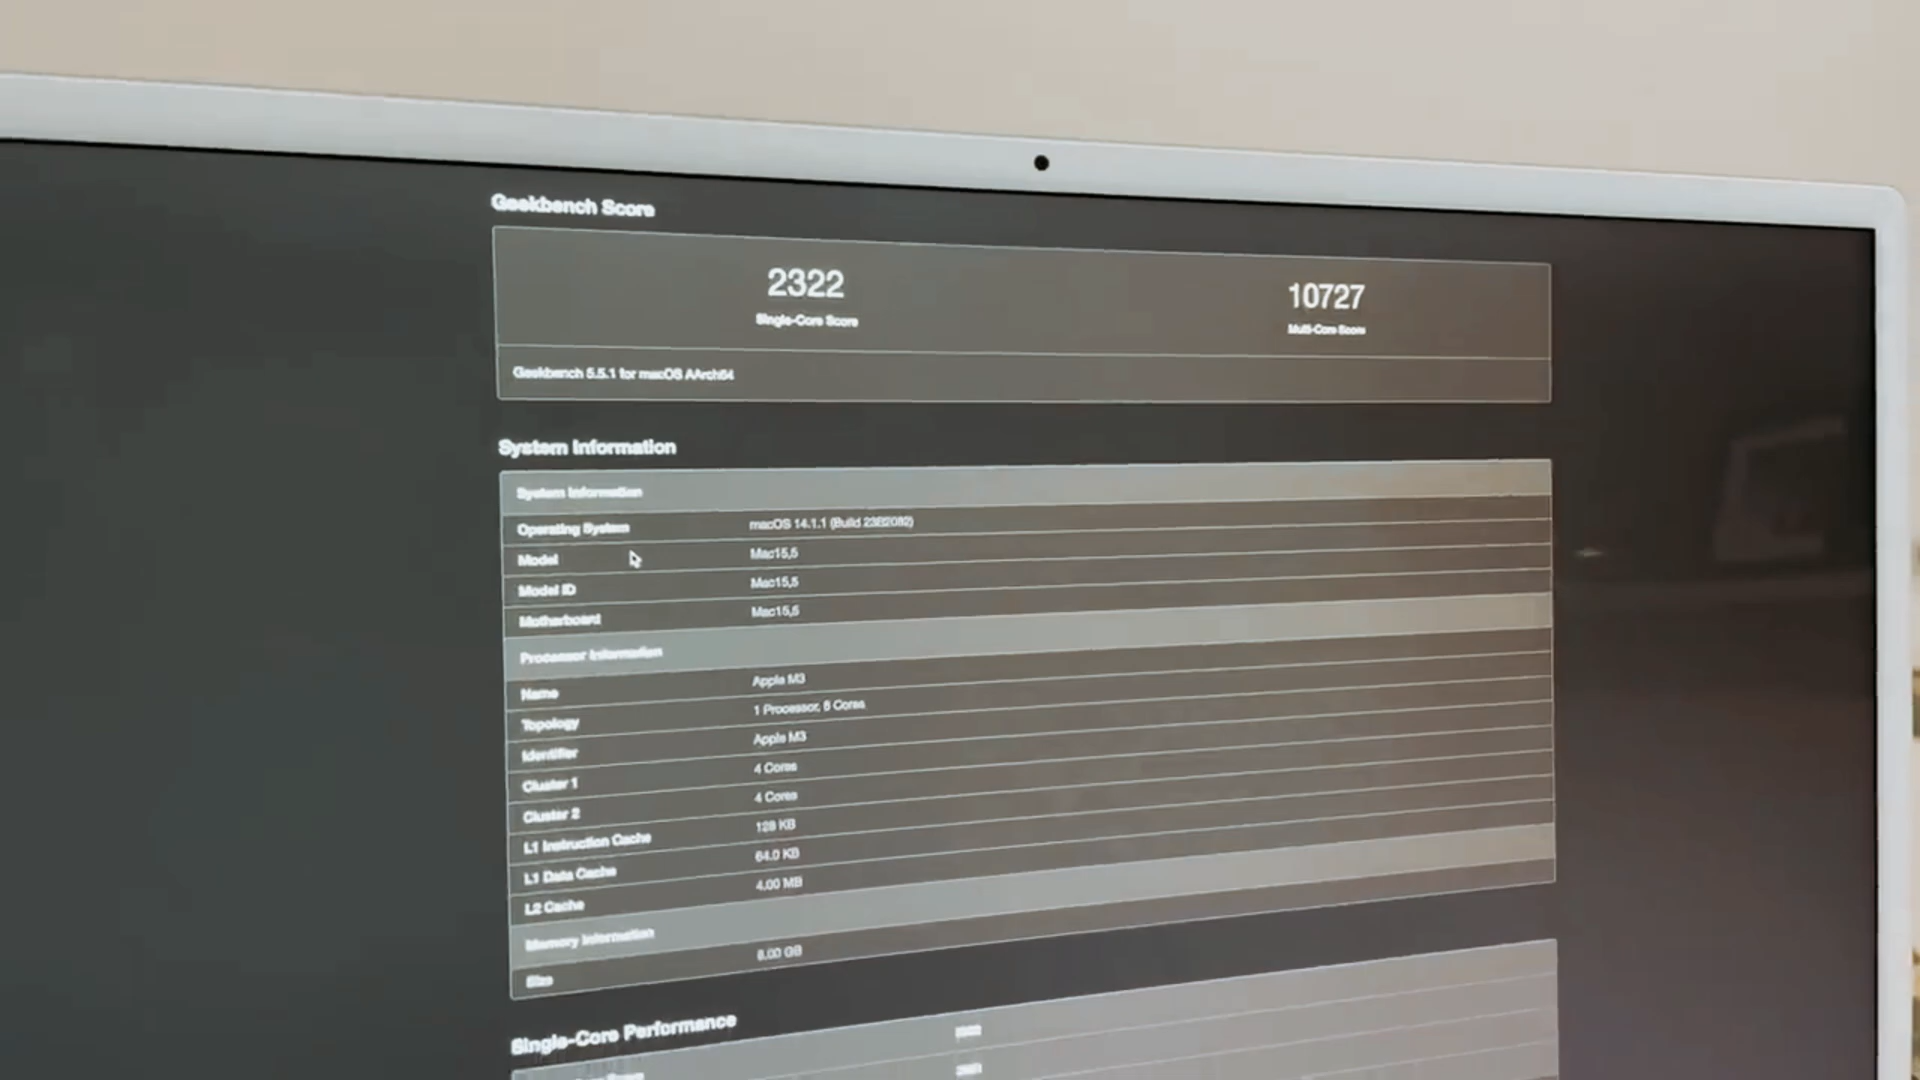 Geekbench Score
2322
Single-Core Score
10727
Multi-Core Score
Geekbench 5.5.1 for macOS AArch64
System Information
System Information
Operating System macOS 14.1.1 (Build 23B2082)
Model Mac15,5
Model ID Mac15,5
Motherboard Mac15,5
Processor Information
Name Apple M3
Topology 1 Processor, 8 Cores
Identifier Apple M3
Cluster 1 4 Cores
Cluster 2 4 Cores
L1 Instruction Cache 128 KB
L1 Data Cache 64.0 KB
L2 Cache 4.00 MB
Memory Information
Size 8.00 GB
Single-Core Performance